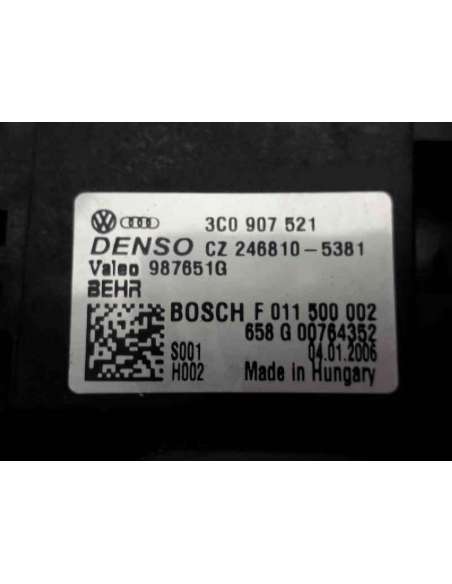 3C0 907 521
DENSO CZ 246810-5381
Valeo 987651G
BEHR
BOSCH F 011 500 002
658 G 00764352
S001 04.01.2006
H002 Made in Hungary